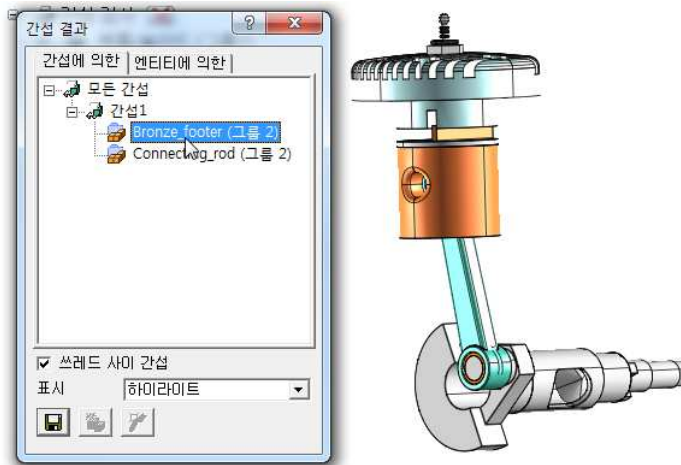 간섭 결과
간섭에 의한 엔티티에 의한
모든 간섭
간섭1
Bronze_footer (그룹 2)
Connecting_rod (그룹 2)
쓰레드 사이 간섭
표시 하이라이트